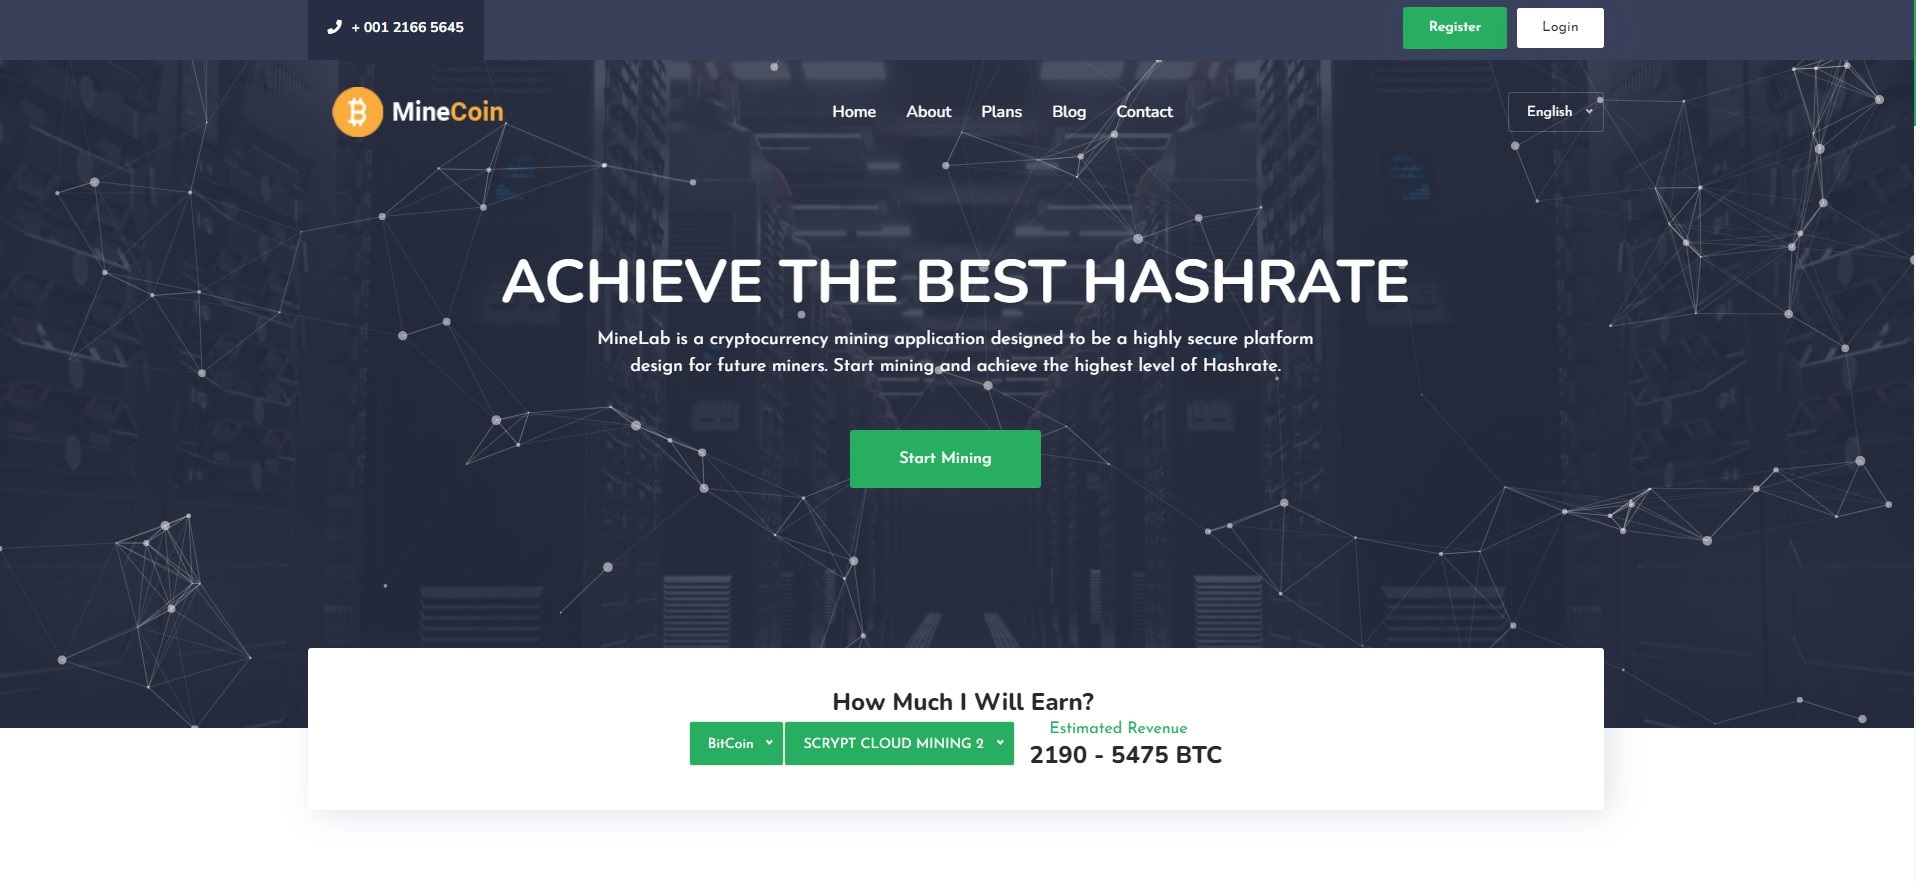 + 001 2166 5645
Register
Login
MineCoin
Home
About
Plans
Blog
Contact
English
ACHIEVE THE BEST HASHRATE
MineLab is a cryptocurrency mining application designed to be a highly secure platform
design for future miners. Start mining and achieve the highest level of Hashrate.
Start Mining
How Much I Will Earn?
BitCoin
SCRYPT CLOUD MINING 2
Estimated Revenue
2190 - 5475 BTC